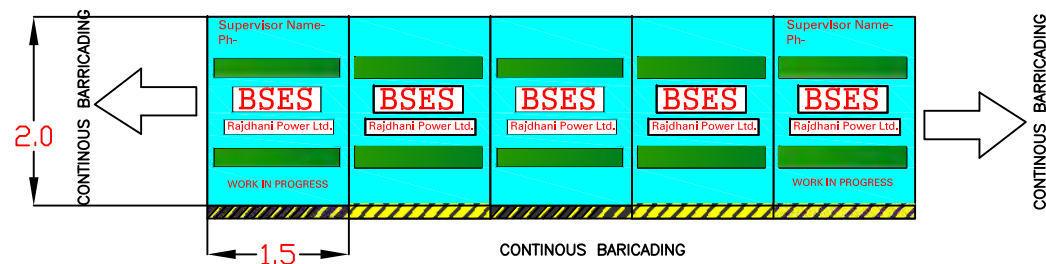 CONTINOUS BARRICADING
2.0
Supervisor Name-
Ph-
BSES
Rajdhani Power Ltd.
WORK IN PROGRESS
BSES
Rajdhani Power Ltd.
BSES
Rajdhani Power Ltd.
BSES
Rajdhani Power Ltd.
Supervisor Name-
Ph-
BSES
Rajdhani Power Ltd.
WORK IN PROGRESS
CONTINOUS BARRICADING
1.5
CONTINOUS BARICADING